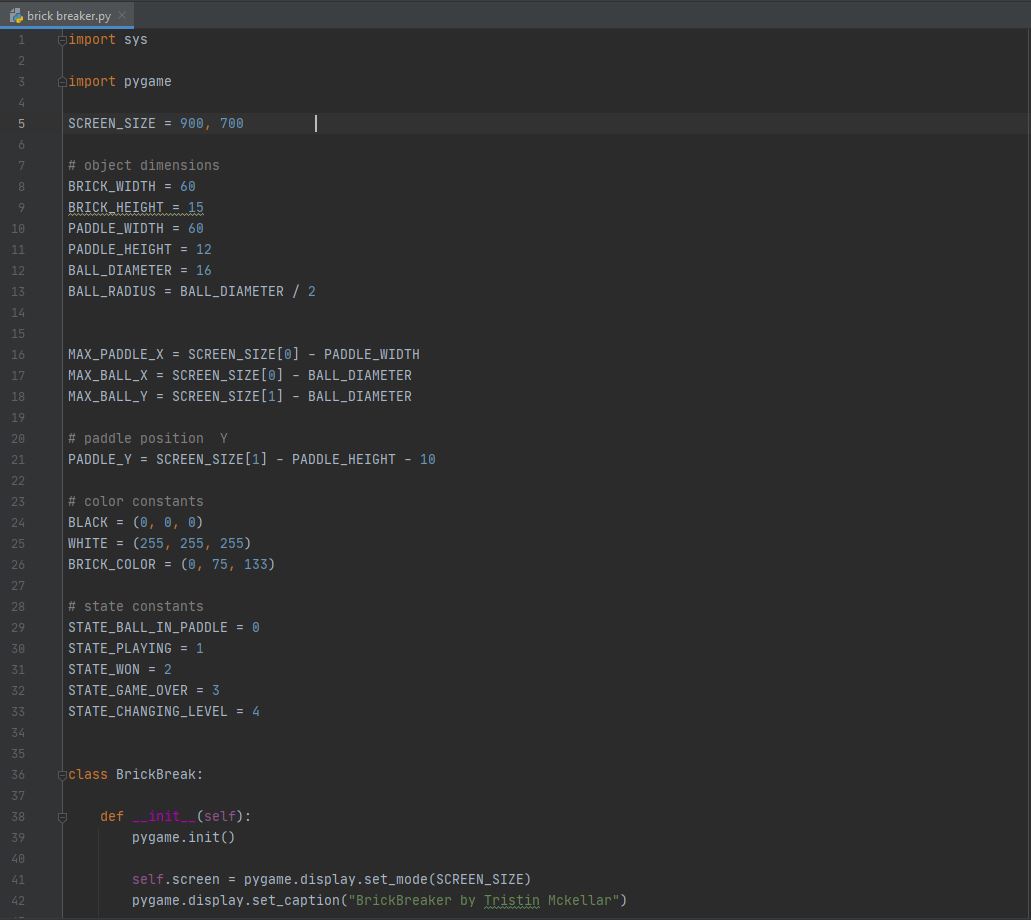 brick breaker.py
1 import sys
2
3 import pygame
4
5 SCREEN_SIZE = 900, 700
6
7 # object dimensions
8 BRICK_WIDTH = 60
9 BRICK_HEIGHT = 15
10 PADDLE_WIDTH = 60
11 PADDLE_HEIGHT = 12
12 BALL_DIAMETER = 16
13 BALL_RADIUS = BALL_DIAMETER / 2
14
15
16 MAX_PADDLE_X = SCREEN_SIZE[0] - PADDLE_WIDTH
17 MAX_BALL_X = SCREEN_SIZE[0] - BALL_DIAMETER
18 MAX_BALL_Y = SCREEN_SIZE[1] - BALL_DIAMETER
19
20 # paddle position  Y
21 PADDLE_Y = SCREEN_SIZE[1] - PADDLE_HEIGHT - 10
22
23 # color constants
24 BLACK = (0, 0, 0)
25 WHITE = (255, 255, 255)
26 BRICK_COLOR = (0, 75, 133)
27
28 # state constants
29 STATE_BALL_IN_PADDLE = 0
30 STATE_PLAYING = 1
31 STATE_WON = 2
32 STATE_GAME_OVER = 3
33 STATE_CHANGING_LEVEL = 4
34
35
36 class BrickBreak:
37
38     def __init__(self):
39         pygame.init()
40
41         self.screen = pygame.display.set_mode(SCREEN_SIZE)
42         pygame.display.set_caption("BrickBreaker by Tristin Mckellar")